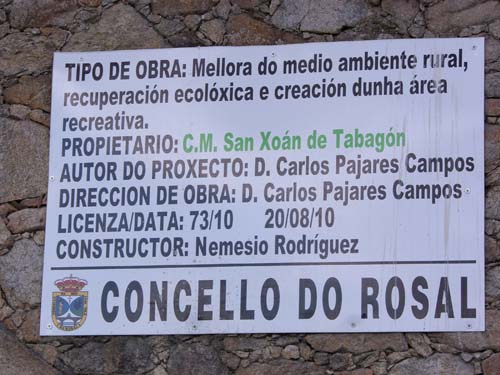 TIPO DE OBRA: Mellora do medio ambiente rural,
recuperación ecolóxica e creación dunha área
recreativa.
PROPIETARIO: C.M. San Xoán de Tabagón
AUTOR DO PROXECTO: D. Carlos Pajares Campos
DIRECCION DE OBRA: D. Carlos Pajares Campos
LICENZA/DATA: 73/10 20/08/10
CONSTRUCTOR: Nemesio Rodríguez
CONCELLO DO ROSAL